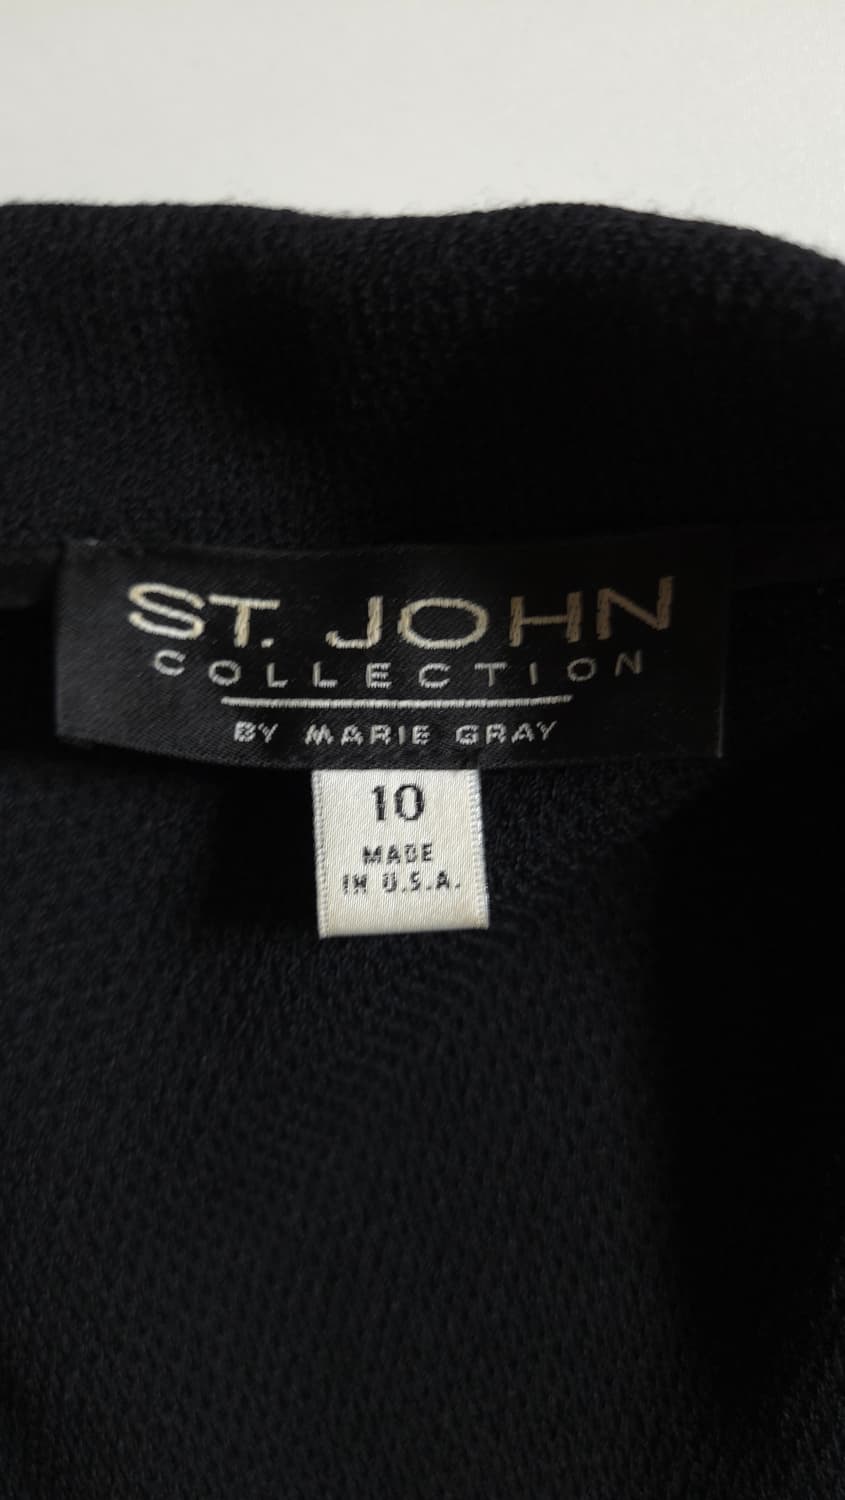 ST. JOHN
COLLECTION
BY MARIE GRAY
10
MADE
IN U.S.A.